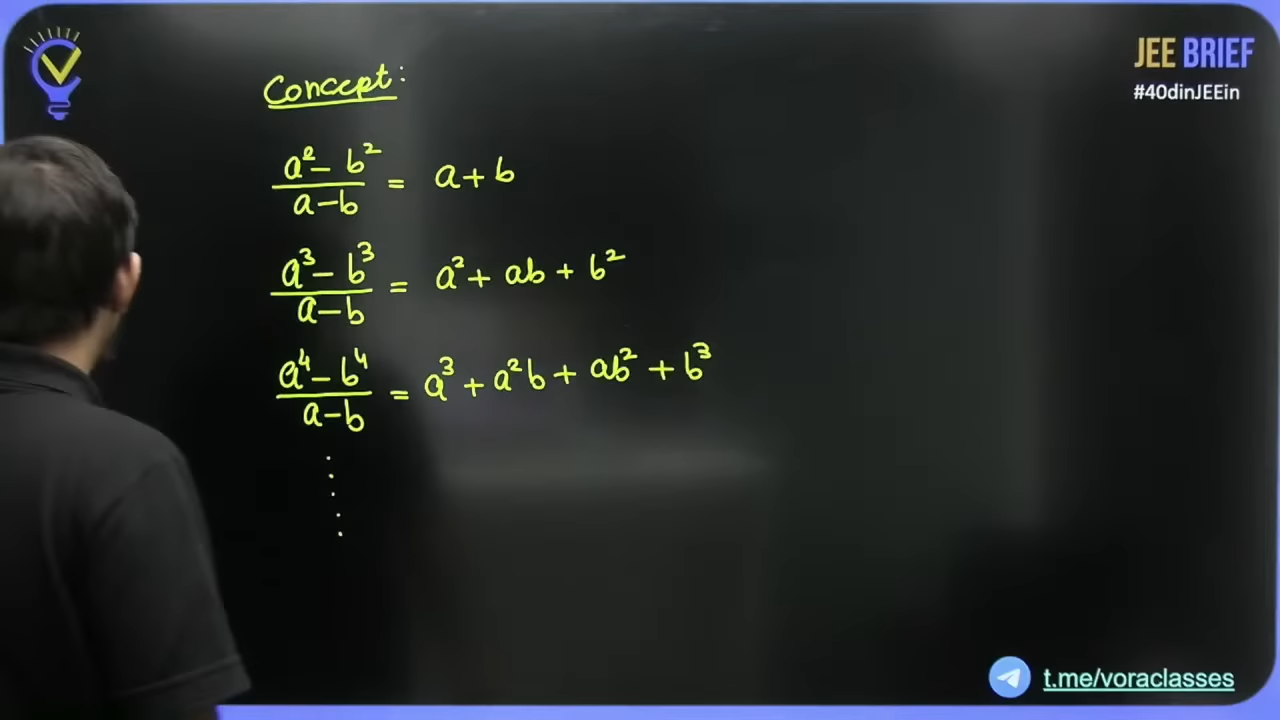 JEE BRIEF
#40dinJEEin
Concept:
a² - b² / a - b = a + b
a³ - b³ / a - b = a² + ab + b²
a⁴ - b⁴ / a - b = a³ + a²b + ab² + b³
t.me/voraclasses